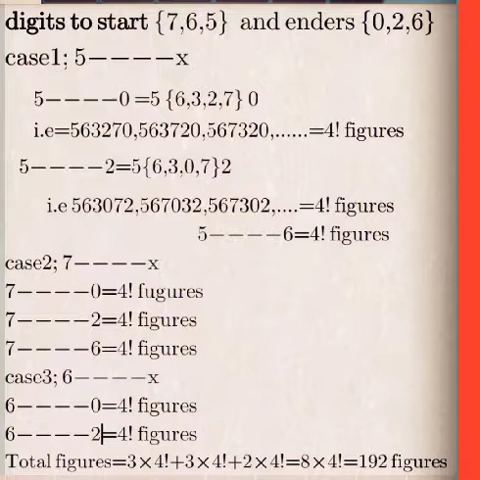 digits to start {7,6,5} and enders {0,2,6}
case1; 5−−−−x
5−−−−0 =5 {6,3,2,7} 0
i.e=563270,563720,567320,......=4! figures
5−−−−2=5{6,3,0,7}2
i.e 563072,567032,567302,....=4! figures
5−−−−6=4! figures
case2; 7−−−−x
7−−−−0=4! fugures
7−−−−2=4! figures
7−−−−6=4! figures
case3; 6−−−−x
6−−−−0=4! figures
6−−−−2=4! figures
Total figures=3×4!+3×4!+2×4!=8×4!=192 figures